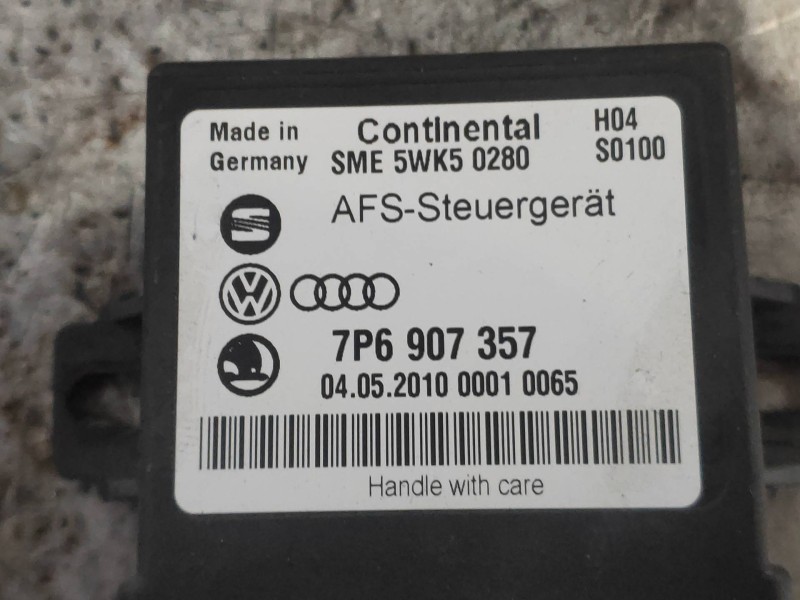 Made in Continental H04
Germany SME 5WK5 0280 S0100
AFS-Steuergerät
7P6 907 357
04.05.2010 0001 0065
Handle with care